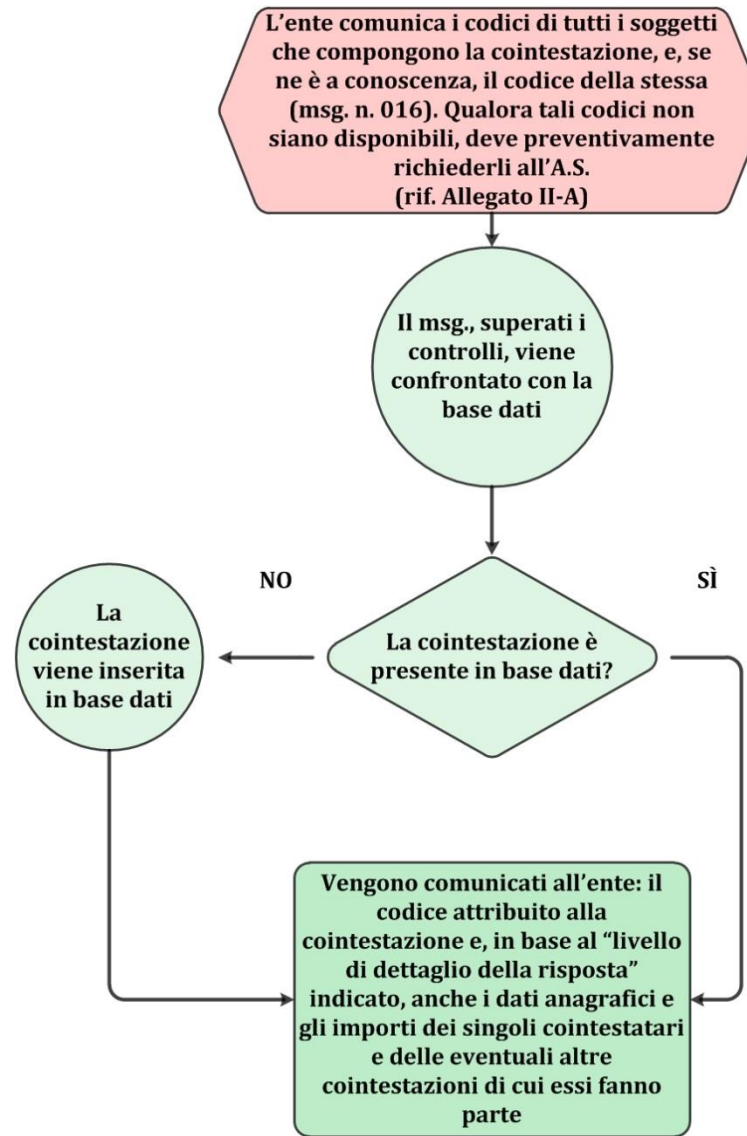 L'ente comunica i codici di tutti i soggetti
che compongono la cointestazione, e, se
ne è a conoscenza, il codice della stessa
(msg. n. 016). Qualora tali codici non
siano disponibili, deve preventivamente
richiederli all'A.S.
(rif. Allegato II-A)
Il msg., superati i
controlli, viene
confrontato con la
base dati
NO
SÌ
La cointestazione è
presente in base dati?
La
cointestazione
viene inserita
in base dati
Vengono comunicati all'ente: il
codice attribuito alla
cointestazione e, in base al “livello
di dettaglio della risposta”
indicato, anche i dati anagrafici e
gli importi dei singoli cointestatari
e delle eventuali altre
cointestazioni di cui essi fanno
parte